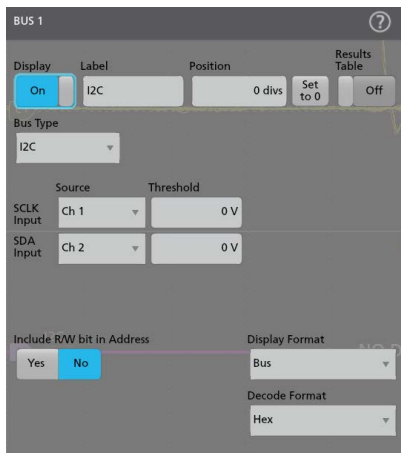 BUS 1
?
Display Label Position Results Table
On I2C 0 divs Set to 0 Off
Bus Type
I2C
Source Threshold
SCLK Input Ch 1 0 V
SDA Input Ch 2 0 V
Include R/W bit in Address Display Format
Yes No Bus
Decode Format
Hex